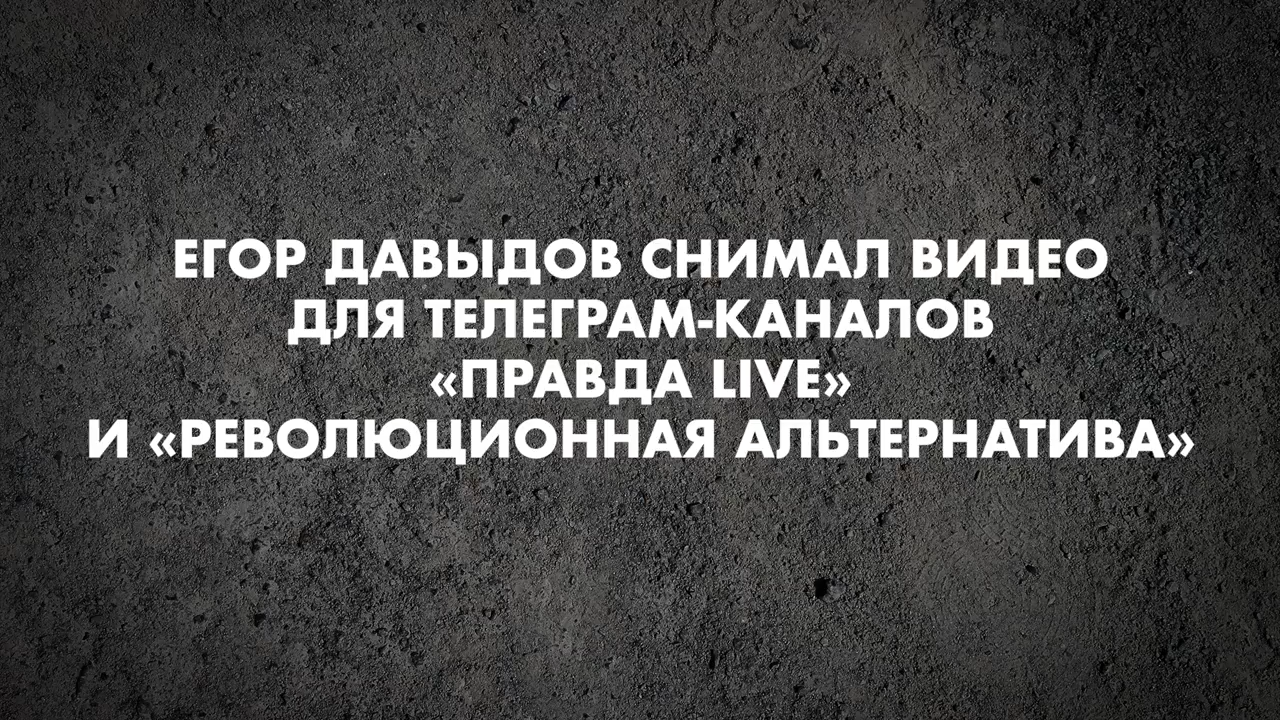 ЕГОР ДАВЫДОВ СНИМАЛ ВИДЕО
ДЛЯ ТЕЛЕГРАМ-КАНАЛОВ
«ПРАВДА LIVE»
И «РЕВОЛЮЦИОННАЯ АЛЬТЕРНАТИВА»